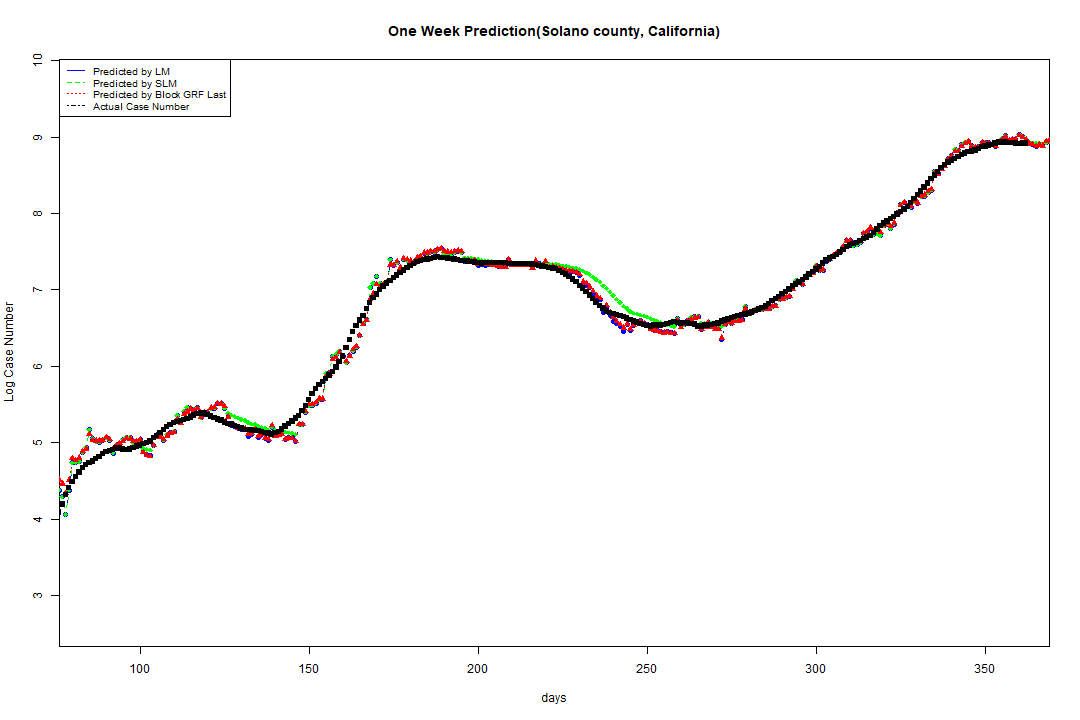 One Week Prediction(Solano county, California)
Predicted by LM
Predicted by SLM
Predicted by Block GRF Last
Actual Case Number
10
9
8
7
6
5
4
3
Log Case Number
100 150 200 250 300 350
days